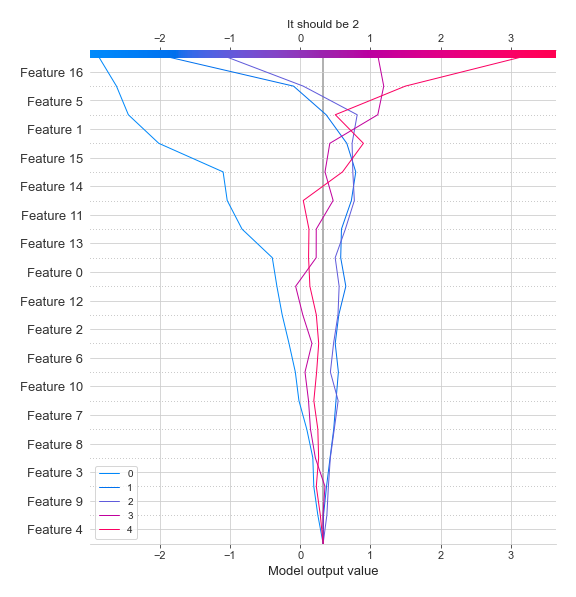 It should be 2
−2 −1 0 1 2 3
Feature 16
Feature 5
Feature 1
Feature 15
Feature 14
Feature 11
Feature 13
Feature 0
Feature 12
Feature 2
Feature 6
Feature 10
Feature 7
Feature 8
Feature 3
Feature 9
Feature 4
0
1
2
3
4
−2 −1 0 1 2 3
Model output value